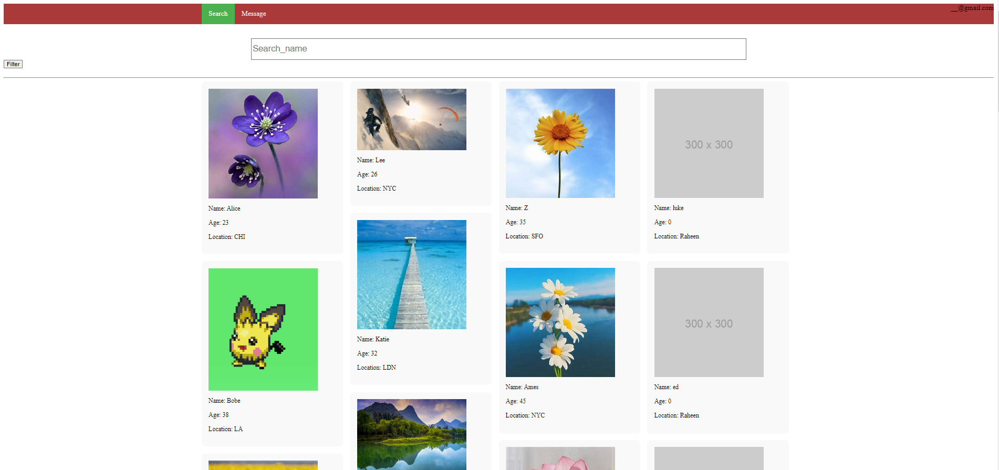 Search Message __@gmail.com
Search_name
Filter
Name: Alice
Age: 23
Location: CHI
Name: Bobe
Age: 38
Location: LA
Name: Lee
Age: 26
Location: NYC
Name: Katie
Age: 32
Location: LDN
Name: Z
Age: 35
Location: SFO
Name: Ames
Age: 45
Location: NYC
300 x 300
Name: luke
Age: 0
Location: Raheen
300 x 300
Name: ed
Age: 0
Location: Raheen